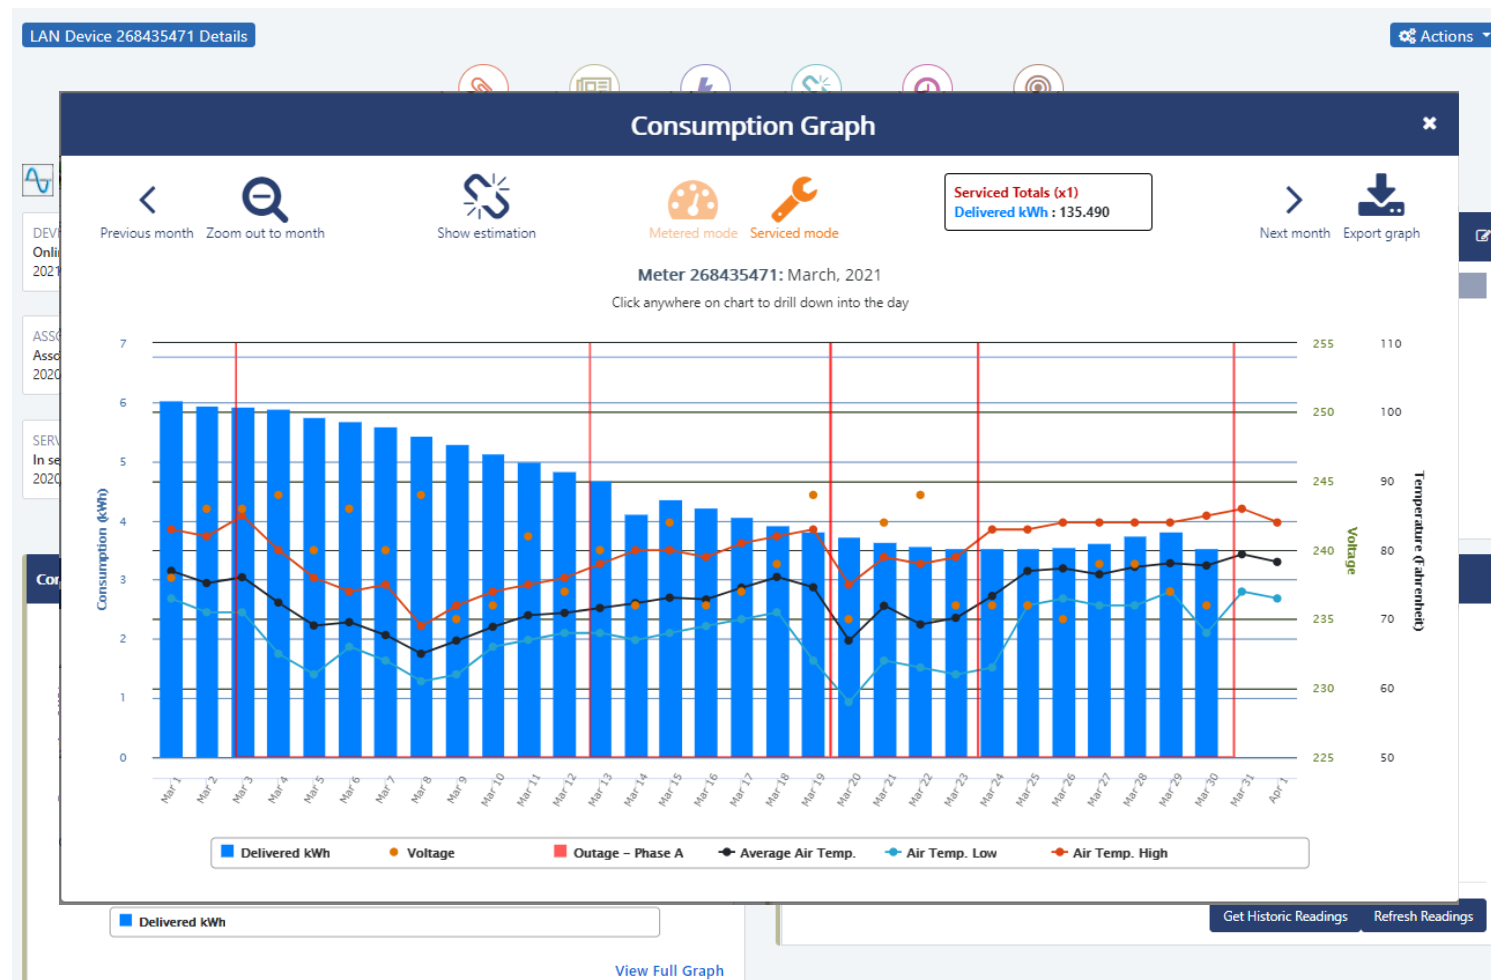 LAN Device 268435471 Details
Actions
Consumption Graph
Previous month
Zoom out to month
Show estimation
Metered mode
Serviced mode
Serviced Totals (x1)
Delivered kWh : 135.490
Next month
Export graph
Meter 268435471: March, 2021
Click anywhere on chart to drill down into the day
Onli
2021
Asso
2020
In se
2020
Consumption (kWh)
7
6
5
4
3
2
1
0
255
250
245
240
235
230
225
Voltage
110
100
90
80
70
60
50
Temperature (Fahrenheit)
Mar 1
Mar 2
Mar 3
Mar 4
Mar 5
Mar 6
Mar 7
Mar 8
Mar 9
Mar 10
Mar 11
Mar 12
Mar 13
Mar 14
Mar 15
Mar 16
Mar 17
Mar 18
Mar 19
Mar 20
Mar 21
Mar 22
Mar 23
Mar 24
Mar 25
Mar 26
Mar 27
Mar 28
Mar 29
Mar 30
Mar 31
Apr 1
Delivered kWh
Voltage
Outage – Phase A
Average Air Temp.
Air Temp. Low
Air Temp. High
Delivered kWh
View Full Graph
Get Historic Readings
Refresh Readings